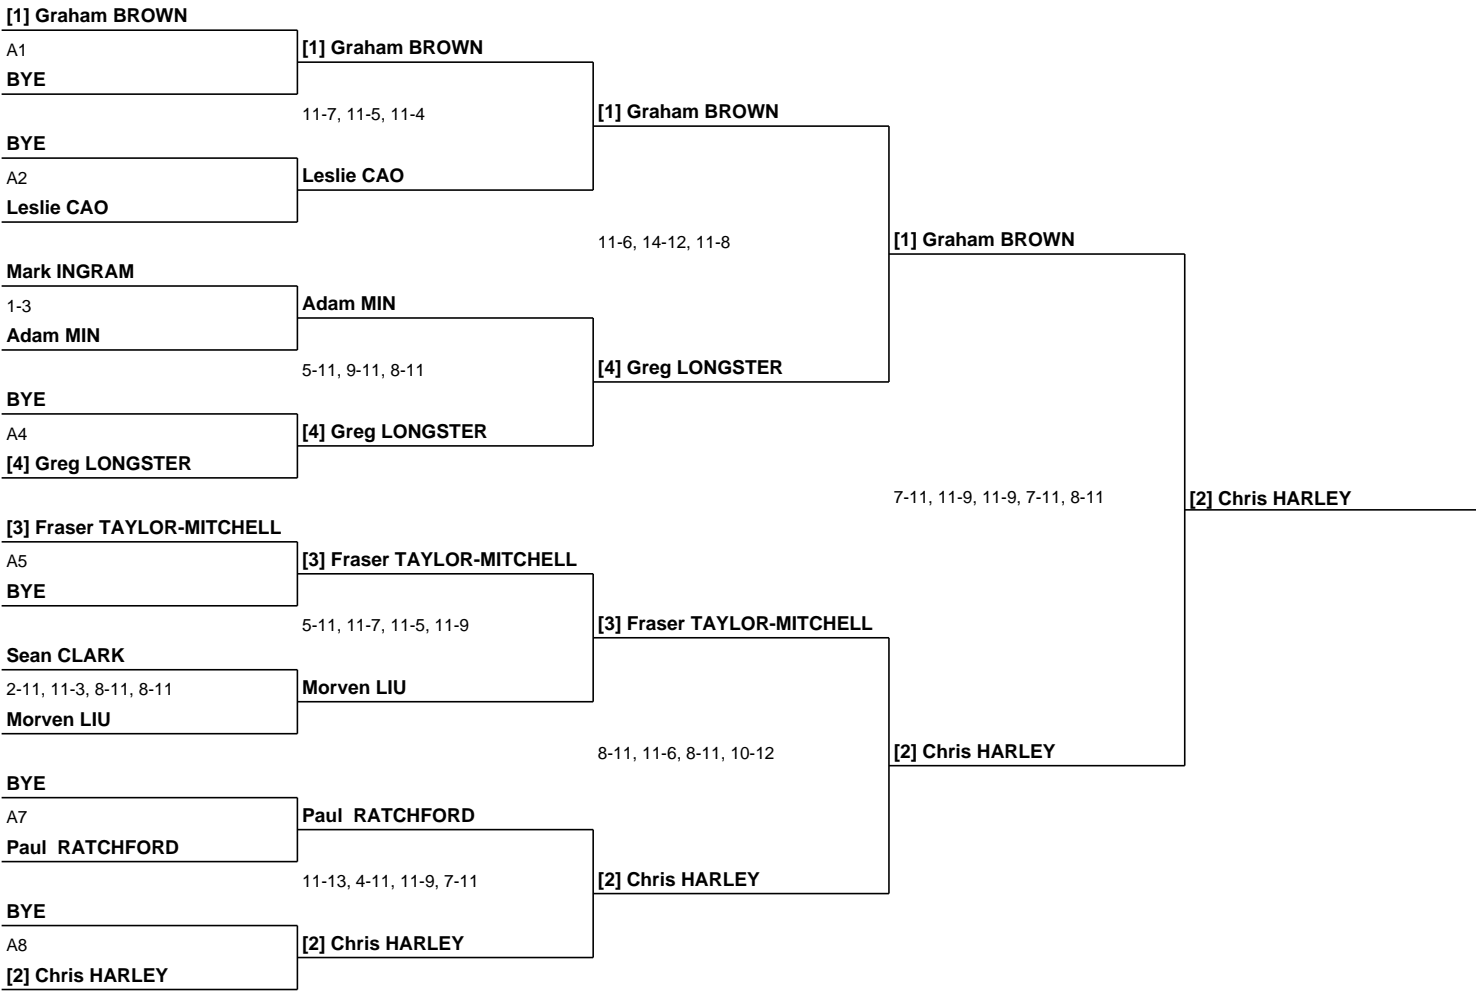 [1] Graham BROWN
A1
BYE
BYE
A2
Leslie CAO
Mark INGRAM
1-3
Adam MIN
BYE
A4
[4] Greg LONGSTER
[3] Fraser TAYLOR-MITCHELL
A5
BYE
Sean CLARK
2-11, 11-3, 8-11, 8-11
Morven LIU
BYE
A7
Paul  RATCHFORD
BYE
A8
[2] Chris HARLEY
[1] Graham BROWN
11-7, 11-5, 11-4
Leslie CAO
Adam MIN
5-11, 9-11, 8-11
[4] Greg LONGSTER
[3] Fraser TAYLOR-MITCHELL
5-11, 11-7, 11-5, 11-9
Morven LIU
Paul  RATCHFORD
11-13, 4-11, 11-9, 7-11
[2] Chris HARLEY
[1] Graham BROWN
11-6, 14-12, 11-8
[4] Greg LONGSTER
[3] Fraser TAYLOR-MITCHELL
8-11, 11-6, 8-11, 10-12
[2] Chris HARLEY
[1] Graham BROWN
7-11, 11-9, 11-9, 7-11, 8-11
[2] Chris HARLEY
[2] Chris HARLEY